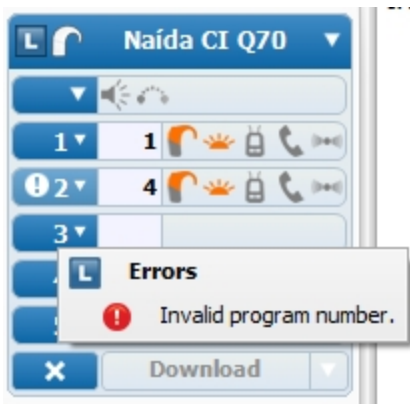 L Naída CI Q70
1 1
! 2 4
3
L Errors
! Invalid program number.
Download